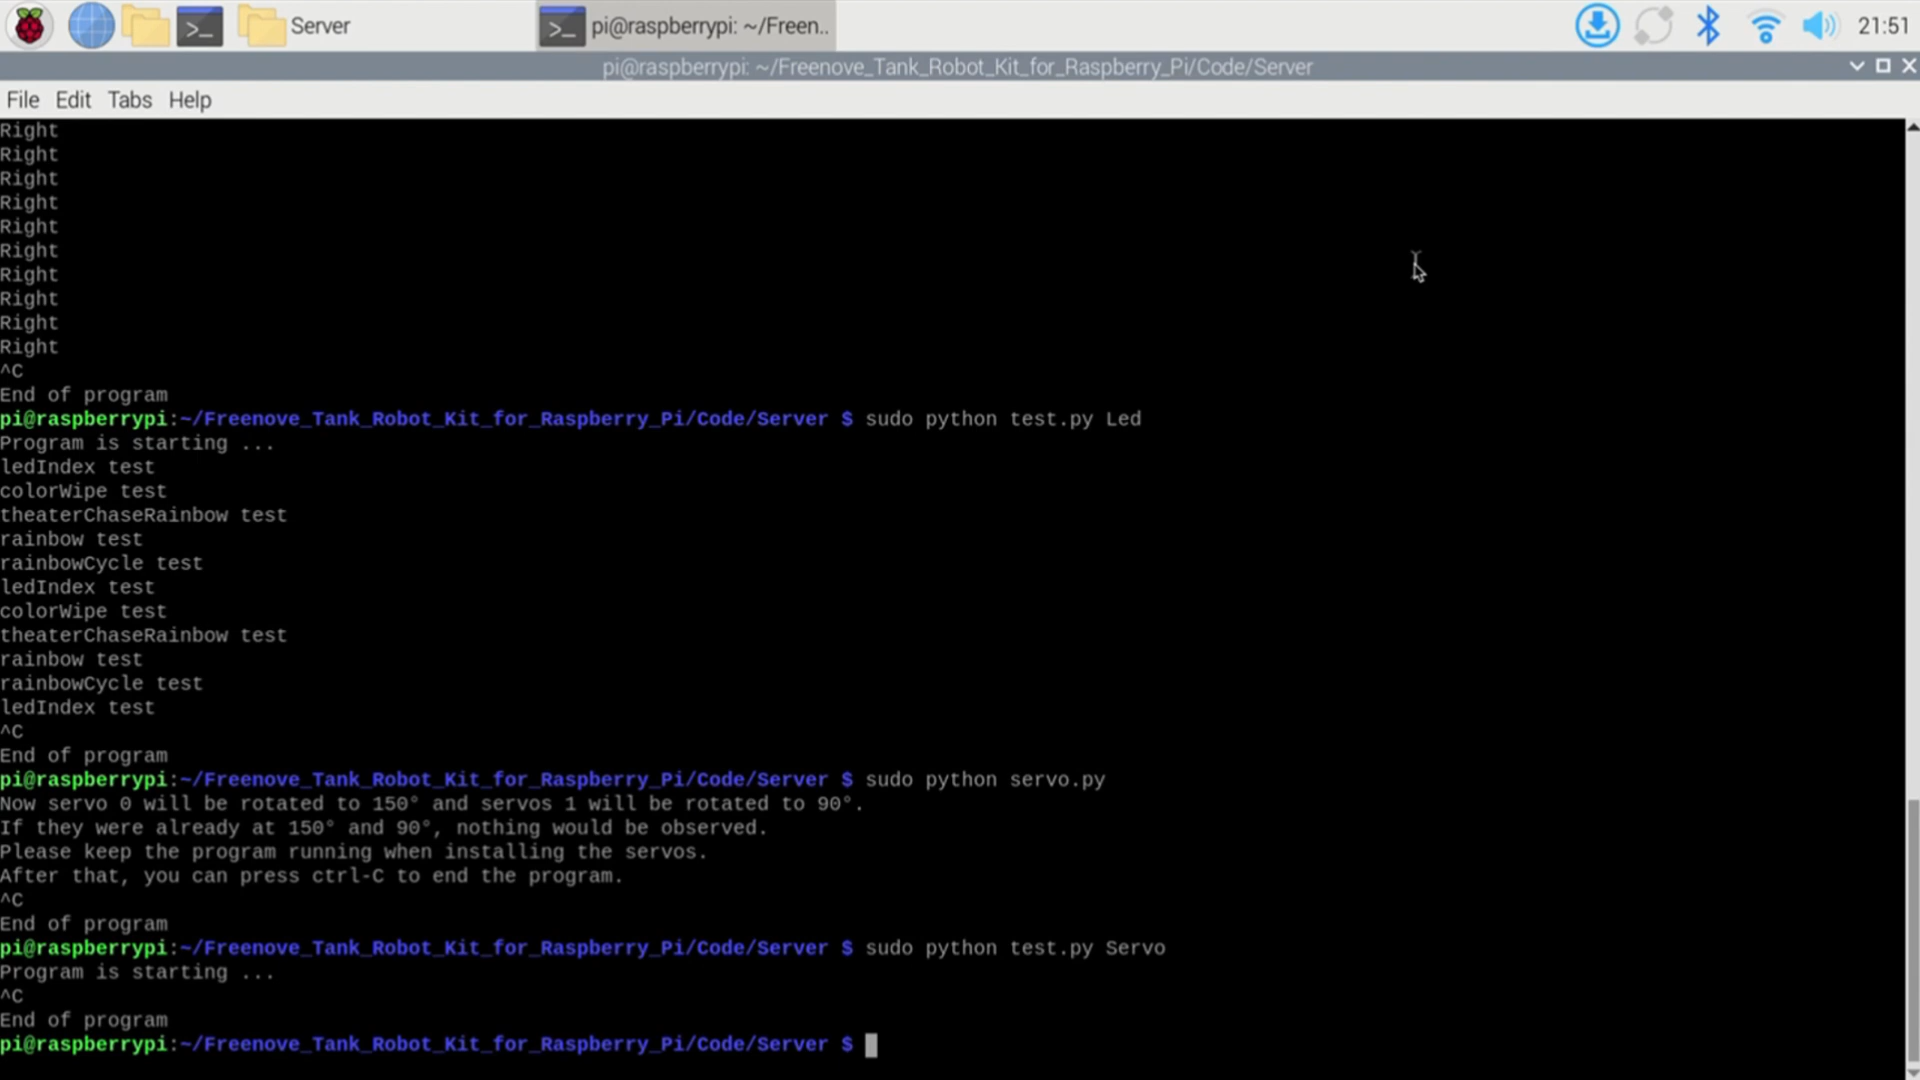 Server
pi@raspberrypi: ~/Freen..
21:51
pi@raspberrypi: ~/Freenove_Tank_Robot_Kit_for_Raspberry_Pi/Code/Server
File Edit Tabs Help
Right
Right
Right
Right
Right
Right
Right
Right
Right
Right
^C
End of program
pi@raspberrypi:~/Freenove_Tank_Robot_Kit_for_Raspberry_Pi/Code/Server $ sudo python test.py Led
Program is starting ...
ledIndex test
colorWipe test
theaterChaseRainbow test
rainbow test
rainbowCycle test
ledIndex test
colorWipe test
theaterChaseRainbow test
rainbow test
rainbowCycle test
ledIndex test
^C
End of program
pi@raspberrypi:~/Freenove_Tank_Robot_Kit_for_Raspberry_Pi/Code/Server $ sudo python servo.py
Now servo 0 will be rotated to 150° and servos 1 will be rotated to 90°.
If they were already at 150° and 90°, nothing would be observed.
Please keep the program running when installing the servos.
After that, you can press ctrl-C to end the program.
^C
End of program
pi@raspberrypi:~/Freenove_Tank_Robot_Kit_for_Raspberry_Pi/Code/Server $ sudo python test.py Servo
Program is starting ...
^C
End of program
pi@raspberrypi:~/Freenove_Tank_Robot_Kit_for_Raspberry_Pi/Code/Server $